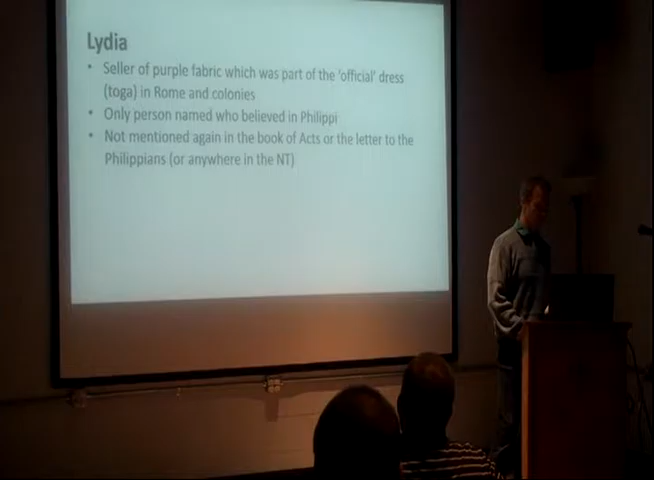 Lydia
• Seller of purple fabric which was part of the 'official' dress
(toga) in Rome and colonies
• Only person named who believed in Philippi
• Not mentioned again in the book of Acts or the letter to the
Philippians (or anywhere in the NT)